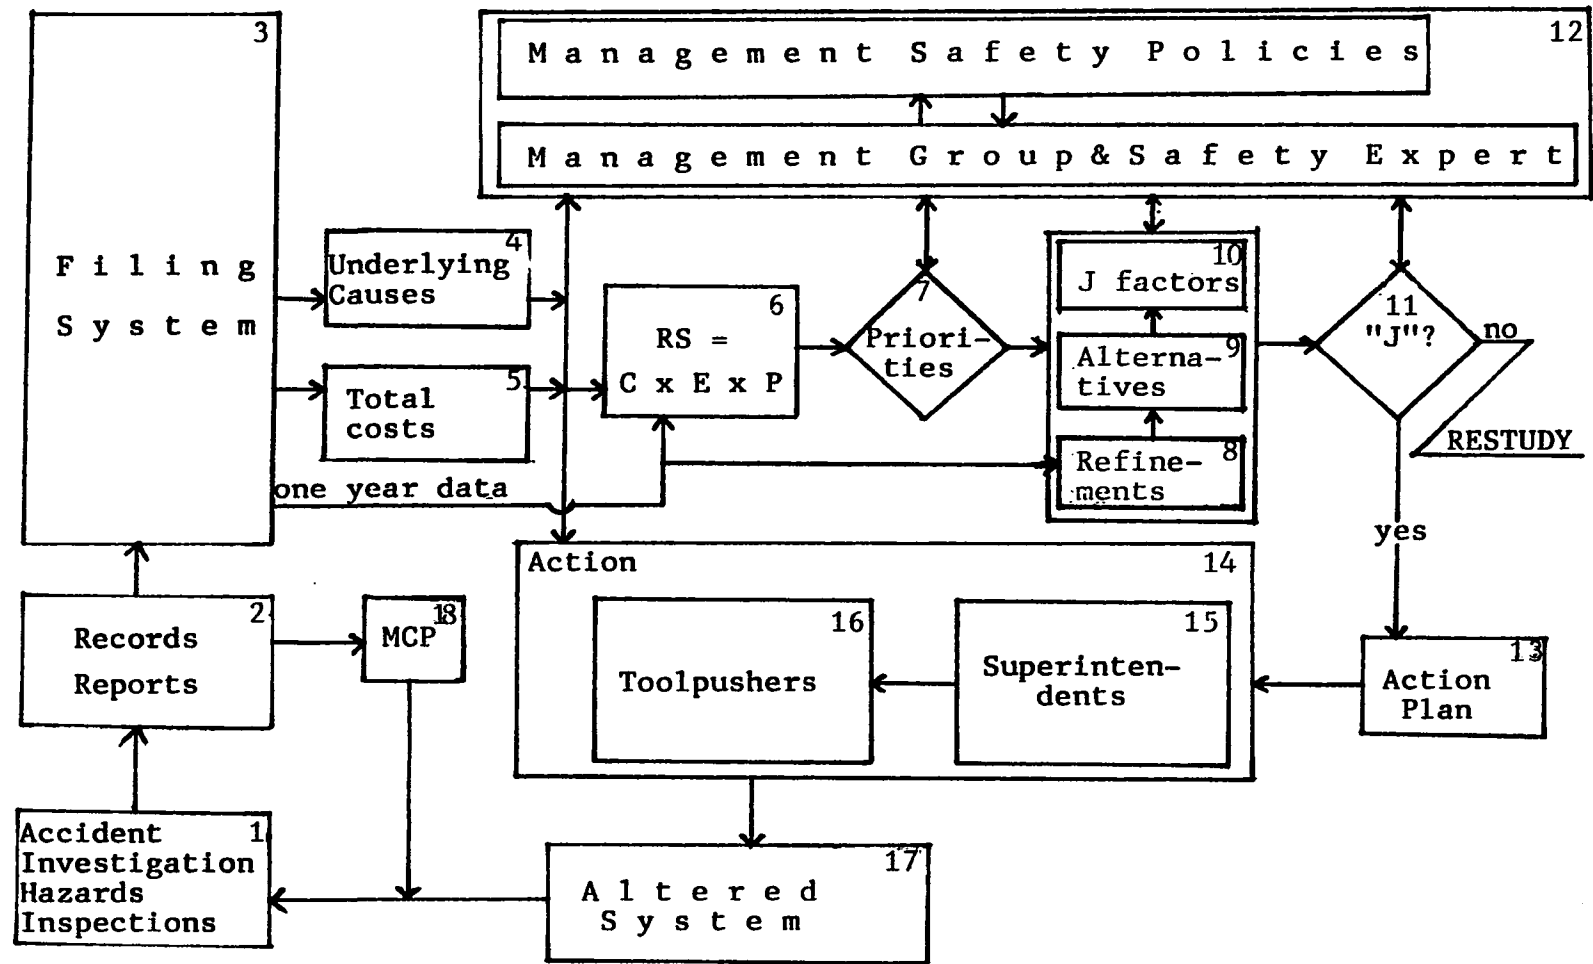 3
Filing
System
12
Management Safety Policies
Management Group&Safety Expert
4
Underlying
Causes
5
Total
costs
one year data
6
RS =
C x E x P
7
Priori-
ties
10
J factors
9
Alterna-
tives
8
Refine-
ments
11
"J"?
no
RESTUDY
yes
13
Action
Plan
Action
14
15
Superinten-
dents
16
Toolpushers
17
Altered
System
2
Records
Reports
18
MCP
1
Accident
Investigation
Hazards
Inspections